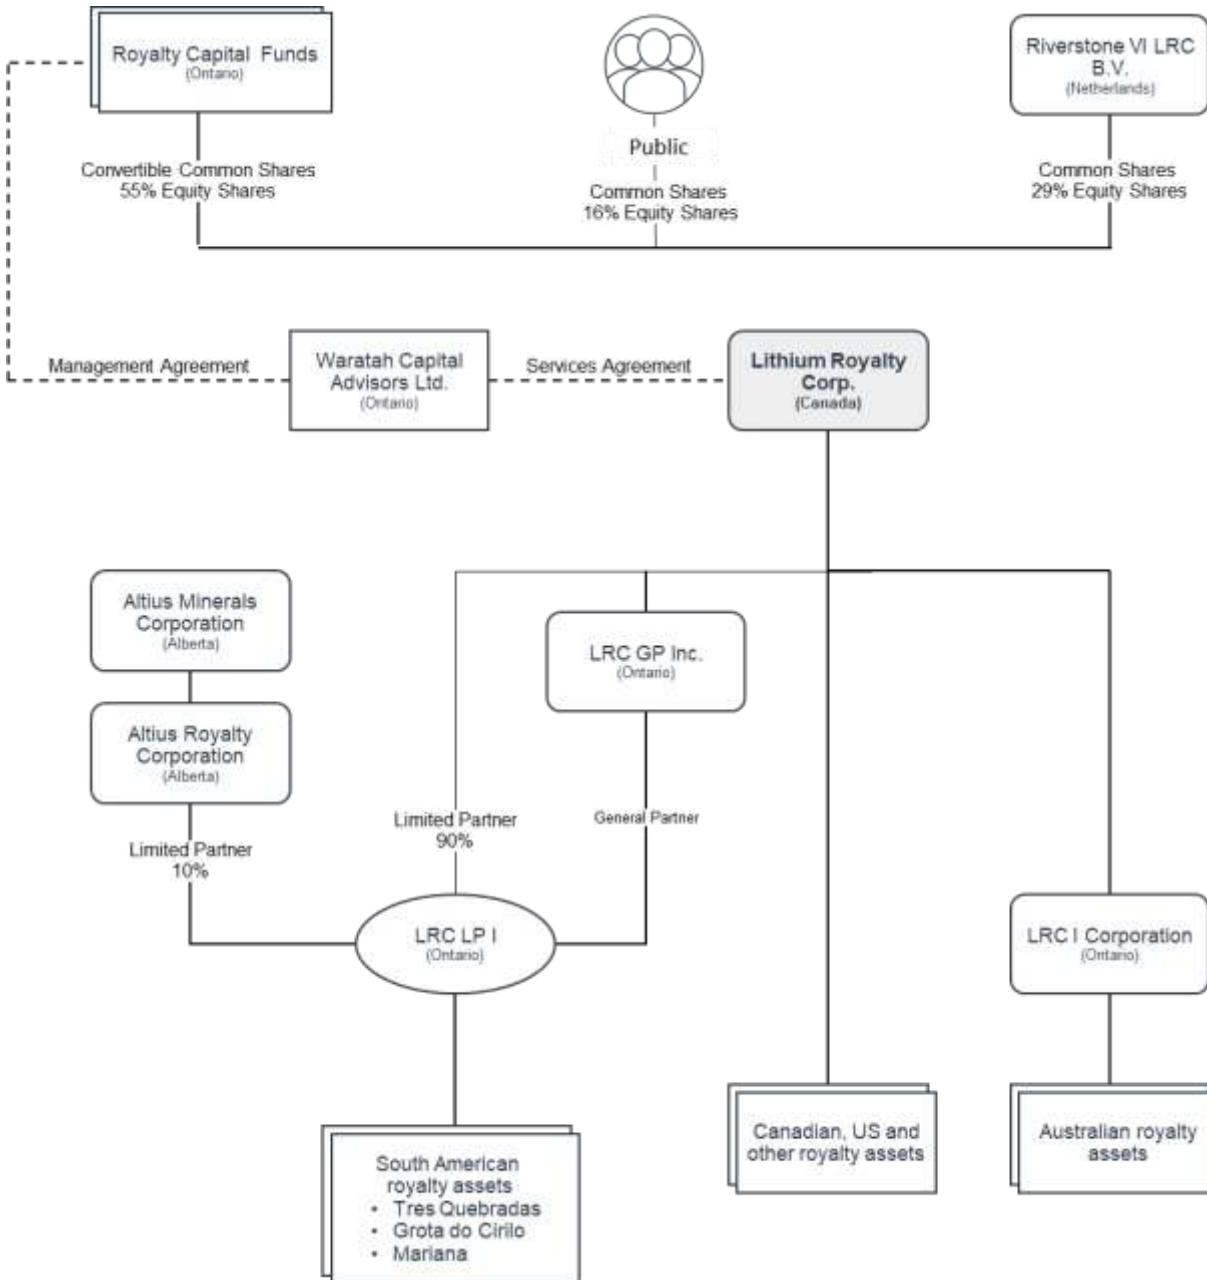 Royalty Capital Funds
(Ontario)
Public
Riverstone VI LRC
B.V.
(Netherlands)
Convertible Common Shares
55% Equity Shares
Common Shares
16% Equity Shares
Common Shares
29% Equity Shares
Management Agreement
Waratah Capital
Advisors Ltd.
(Ontario)
Services Agreement
Lithium Royalty
Corp.
(Canada)
Altius Minerals
Corporation
(Alberta)
LRC GP Inc.
(Ontario)
Altius Royalty
Corporation
(Alberta)
Limited Partner
10%
Limited Partner
90%
General Partner
LRC LP I
(Ontario)
LRC I Corporation
(Ontario)
South American
royalty assets
• Tres Quebradas
• Grota do Cirilo
• Mariana
Canadian, US and
other royalty assets
Australian royalty
assets